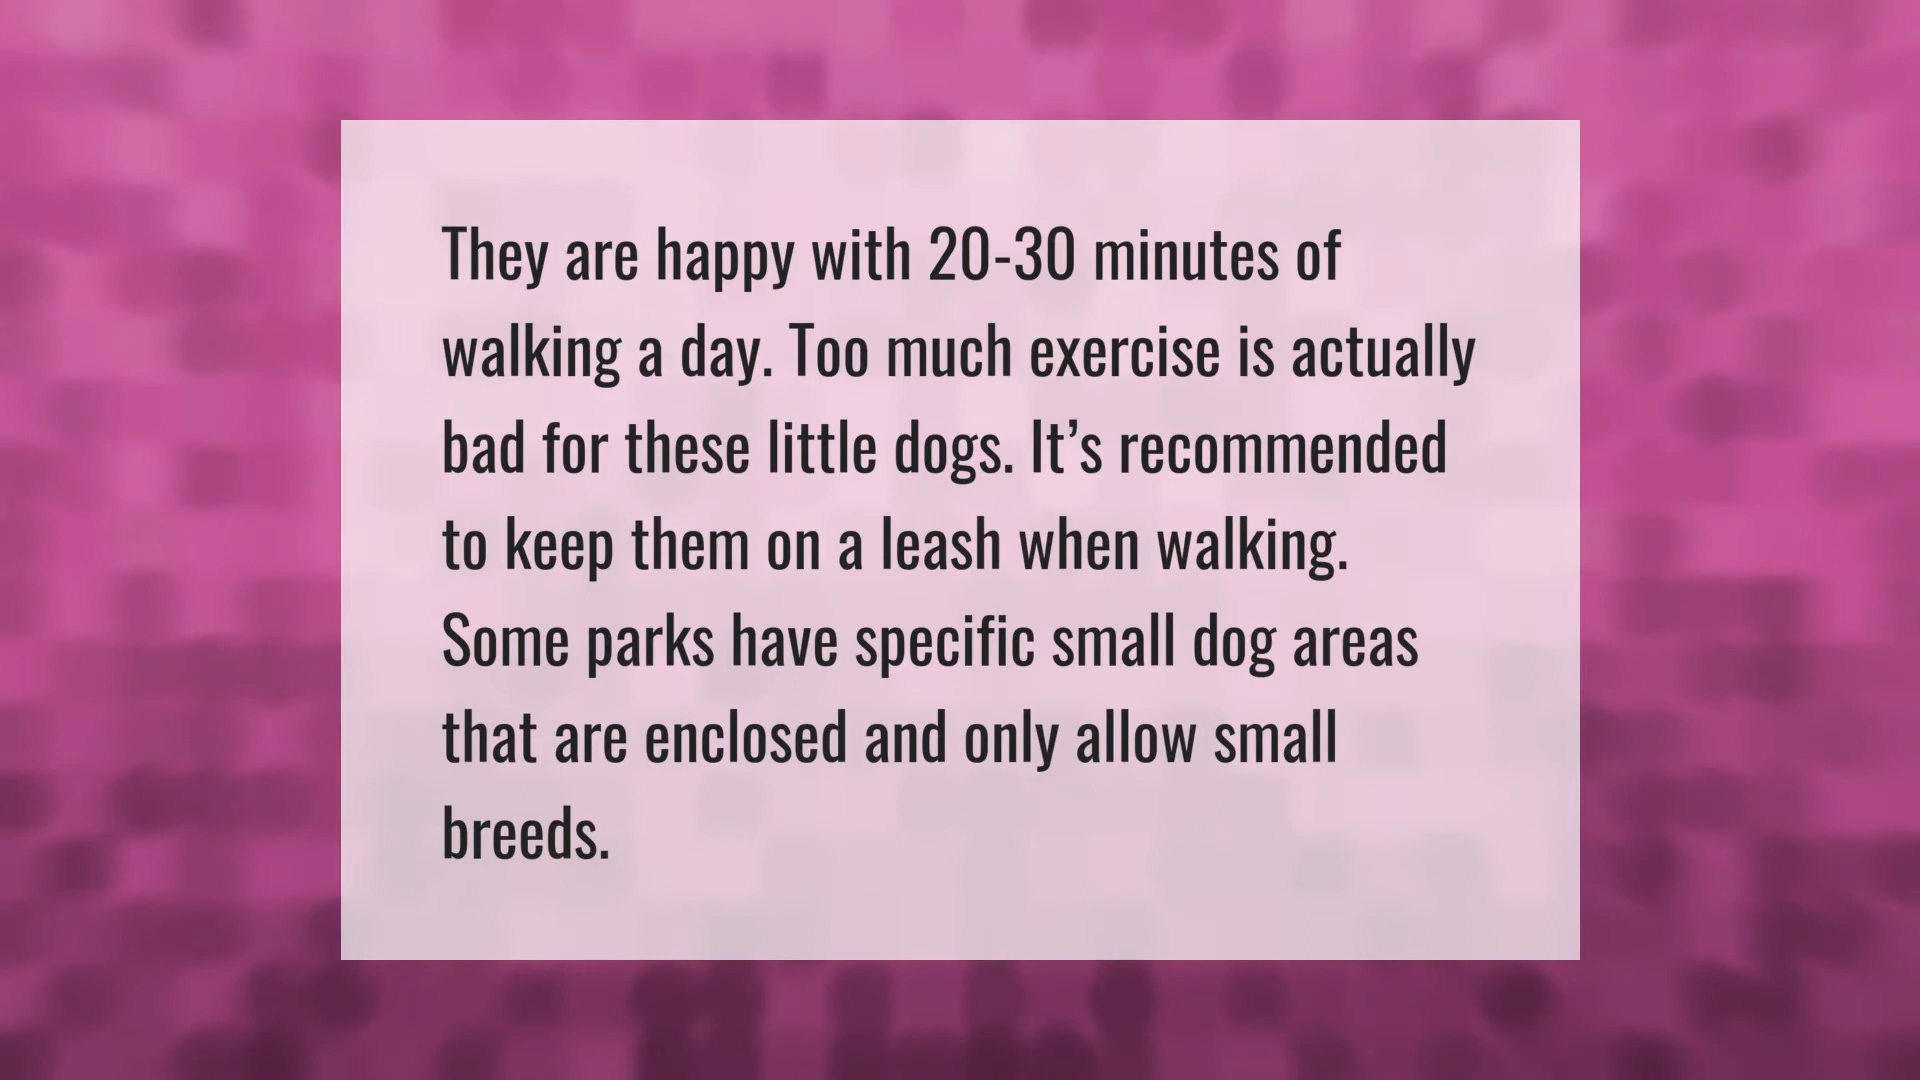 They are happy with 20-30 minutes of
walking a day. Too much exercise is actually
bad for these little dogs. It’s recommended
to keep them on a leash when walking.
Some parks have specific small dog areas
that are enclosed and only allow small
breeds.